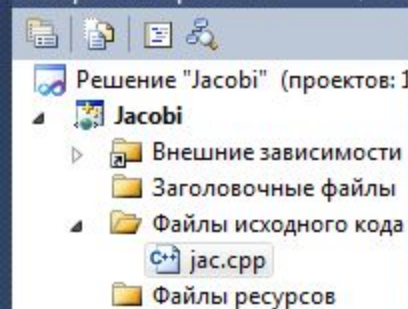 Решение "Jacobi" (проектов: 1
Jacobi
Внешние зависимости
Заголовочные файлы
Файлы исходного кода
C++ jac.cpp
Файлы ресурсов